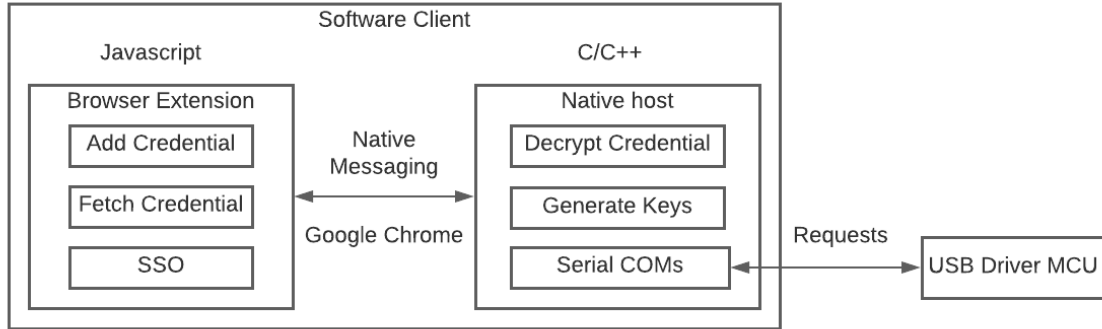 Software Client
Javascript
C/C++
Browser Extension
Add Credential
Fetch Credential
SSO
Native
Messaging
Google Chrome
Native host
Decrypt Credential
Generate Keys
Serial COMs
Requests
USB Driver MCU